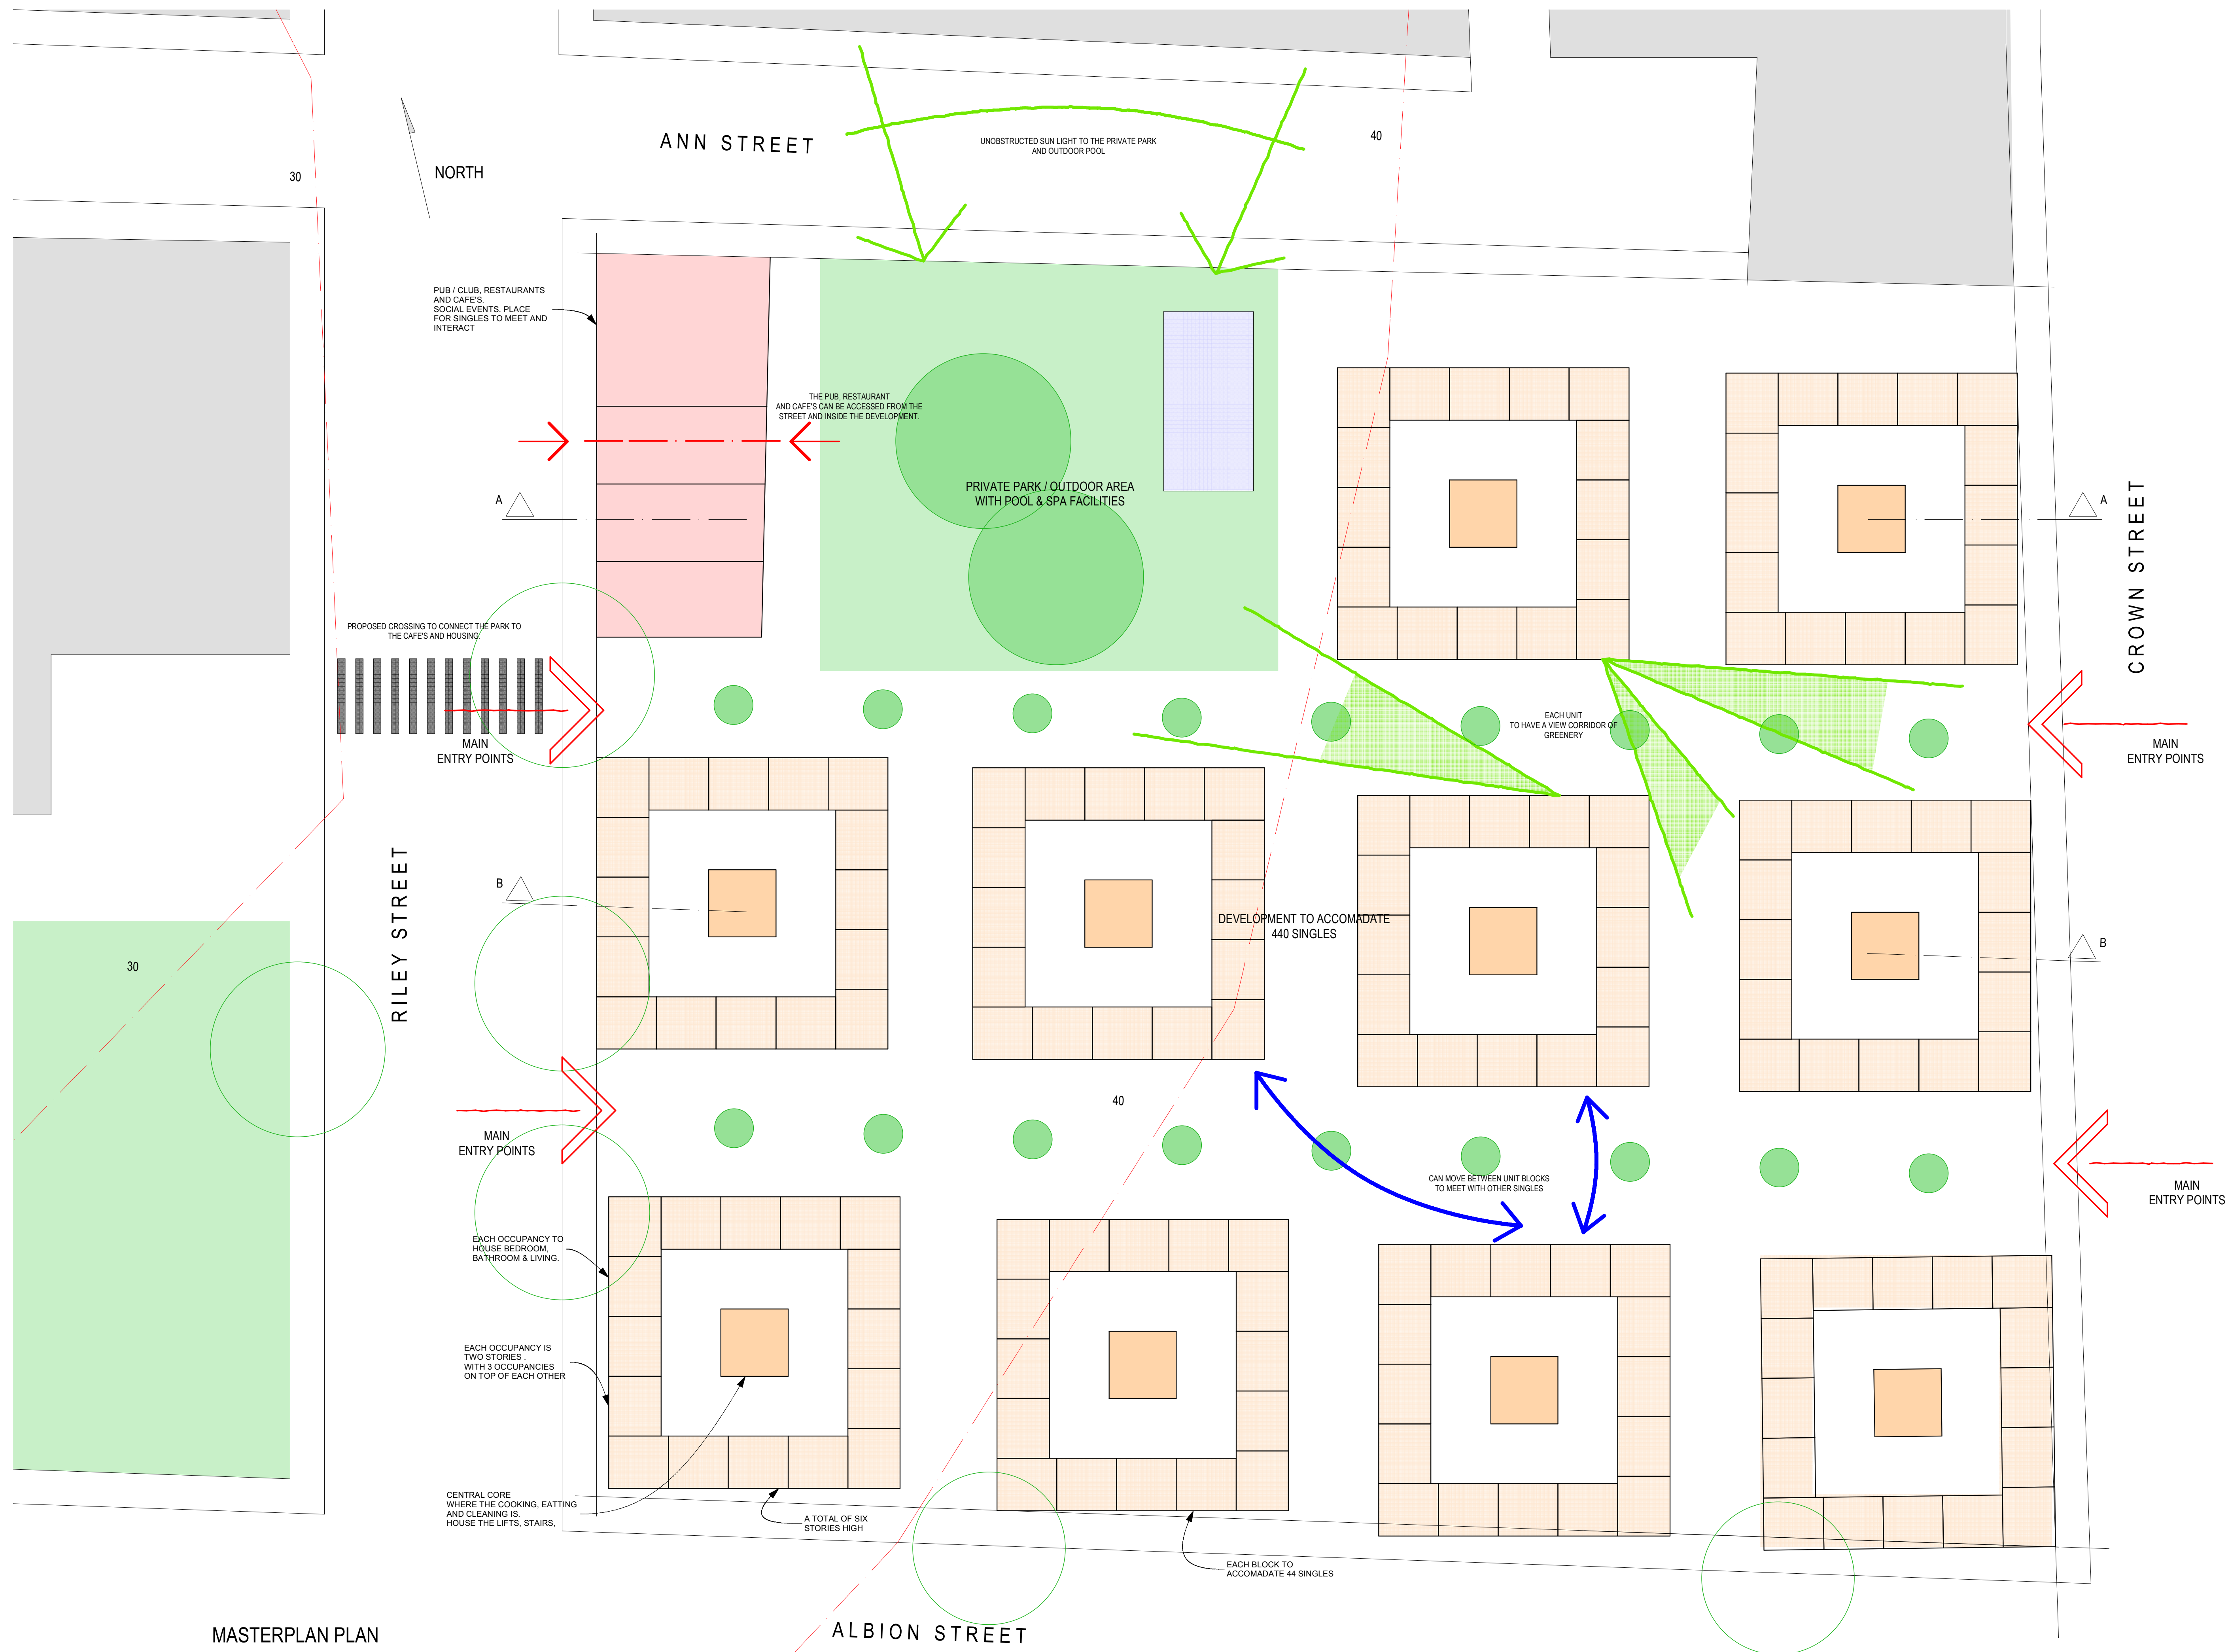 ANN STREET
UNOBSTRUCTED SUN LIGHT TO THE PRIVATE PARK
AND OUTDOOR POOL
40
30
NORTH
PUB / CLUB, RESTAURANTS
AND CAFE'S.
SOCIAL EVENTS. PLACE
FOR SINGLES TO MEET AND
INTERACT
THE PUB, RESTAURANT
AND CAFE'S CAN BE ACCESSED FROM THE
STREET AND INSIDE THE DEVELOPMENT.
PRIVATE PARK / OUTDOOR AREA
WITH POOL & SPA FACILITIES
A
A
CROWN STREET
PROPOSED CROSSING TO CONNECT THE PARK TO
THE CAFE'S AND HOUSING.
MAIN
ENTRY POINTS
EACH UNIT
TO HAVE A VIEW CORRIDOR OF
GREENERY
MAIN
ENTRY POINTS
RILEY STREET
B
DEVELOPMENT TO ACCOMADATE
440 SINGLES
B
30
40
MAIN
ENTRY POINTS
CAN MOVE BETWEEN UNIT BLOCKS
TO MEET WITH OTHER SINGLES
MAIN
ENTRY POINTS
EACH OCCUPANCY TO
HOUSE BEDROOM,
BATHROOM & LIVING.
EACH OCCUPANCY IS
TWO STORIES .
WITH 3 OCCUPANCIES
ON TOP OF EACH OTHER
CENTRAL CORE
WHERE THE COOKING, EATTING
AND CLEANING IS.
HOUSE THE LIFTS, STAIRS,
A TOTAL OF SIX
STORIES HIGH
EACH BLOCK TO
ACCOMADATE 44 SINGLES
MASTERPLAN PLAN
ALBION STREET